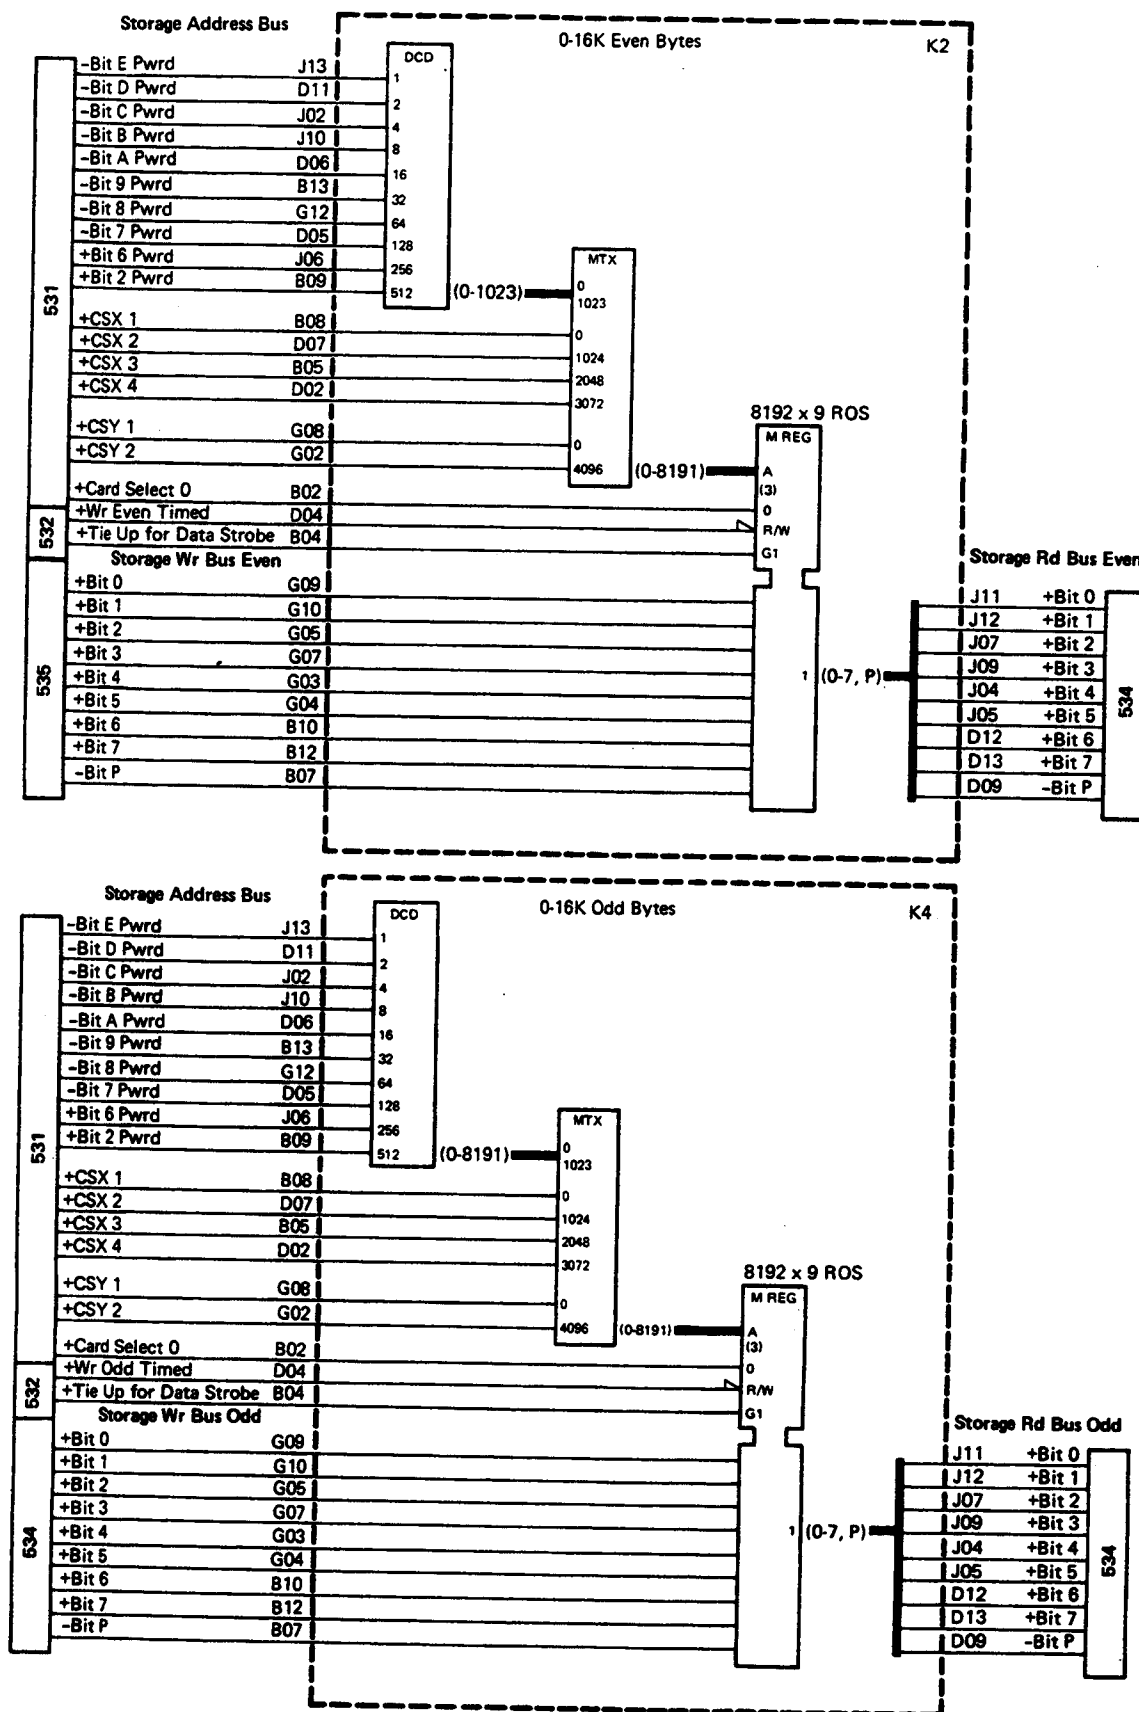 Storage Address Bus
0-16K Even Bytes
K2
DCD
-Bit E Pwrd J13 1
-Bit D Pwrd D11 2
-Bit C Pwrd J02 4
-Bit B Pwrd J10 8
-Bit A Pwrd D06 16
-Bit 9 Pwrd B13 32
-Bit 8 Pwrd G12 64
-Bit 7 Pwrd D05 128
+Bit 6 Pwrd J06 256
+Bit 2 Pwrd B09 512
(0-1023)
MTX
0
1023
531
+CSX 1 B08 0
+CSX 2 D07 1024
+CSX 3 B05 2048
+CSX 4 D02 3072
+CSY 1 G08 0
+CSY 2 G02 4096
(0-8191)
8192 x 9 ROS
M REG
A
(3)
+Card Select 0 B02 0
532
+Wr Even Timed D04 R/W
+Tie Up for Data Strobe B04 G1
Storage Wr Bus Even
535
+Bit 0 G09
+Bit 1 G10
+Bit 2 G05
+Bit 3 G07
+Bit 4 G03
+Bit 5 G04
+Bit 6 B10
+Bit 7 B12
-Bit P B07
1 (0-7, P)
Storage Rd Bus Even
J11 +Bit 0
J12 +Bit 1
J07 +Bit 2
J09 +Bit 3
J04 +Bit 4
J05 +Bit 5
D12 +Bit 6
D13 +Bit 7
D09 -Bit P
534
Storage Address Bus
0-16K Odd Bytes
K4
DCD
-Bit E Pwrd J13 1
-Bit D Pwrd D11 2
-Bit C Pwrd J02 4
-Bit B Pwrd J10 8
-Bit A Pwrd D06 16
-Bit 9 Pwrd B13 32
-Bit 8 Pwrd G12 64
-Bit 7 Pwrd D05 128
+Bit 6 Pwrd J06 256
+Bit 2 Pwrd B09 512
(0-8191)
MTX
0
1023
531
+CSX 1 B08 0
+CSX 2 D07 1024
+CSX 3 B05 2048
+CSX 4 D02 3072
+CSY 1 G08 0
+CSY 2 G02 4096
(0-8191)
8192 x 9 ROS
M REG
A
(3)
+Card Select 0 B02 0
532
+Wr Odd Timed D04 R/W
+Tie Up for Data Strobe B04 G1
Storage Wr Bus Odd
534
+Bit 0 G09
+Bit 1 G10
+Bit 2 G05
+Bit 3 G07
+Bit 4 G03
+Bit 5 G04
+Bit 6 B10
+Bit 7 B12
-Bit P B07
1 (0-7, P)
Storage Rd Bus Odd
J11 +Bit 0
J12 +Bit 1
J07 +Bit 2
J09 +Bit 3
J04 +Bit 4
J05 +Bit 5
D12 +Bit 6
D13 +Bit 7
D09 -Bit P
534